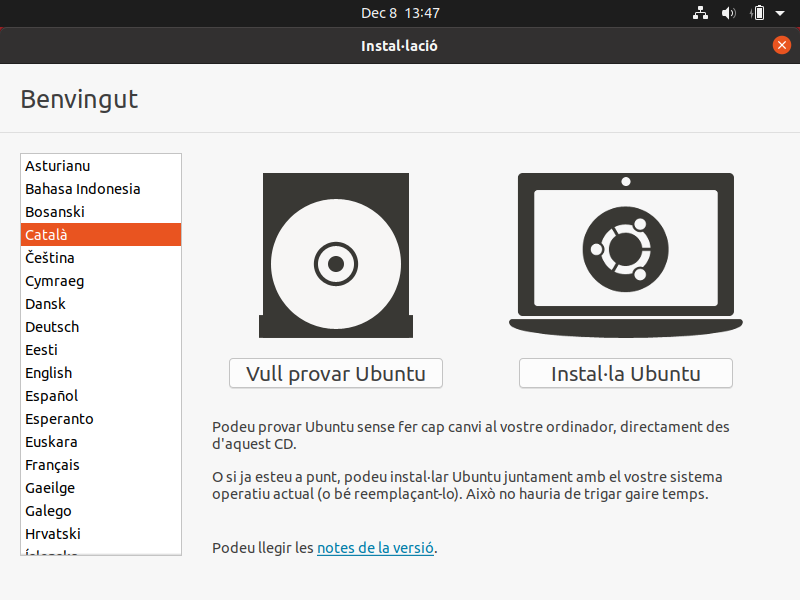 Dec 8 13:47
Instal·lació
Benvingut
Asturianu
Bahasa Indonesia
Bosanski
Català
Čeština
Cymraeg
Dansk
Deutsch
Eesti
English
Español
Esperanto
Euskara
Français
Gaeilge
Galego
Hrvatski
Vull provar Ubuntu
Instal·la Ubuntu
Podeu provar Ubuntu sense fer cap canvi al vostre ordinador, directament des
d'aquest CD.
O si ja esteu a punt, podeu instal·lar Ubuntu juntament amb el vostre sistema
operatiu actual (o bé reemplaçant-lo). Això no hauria de trigar gaire temps.
Podeu llegir les notes de la versió.